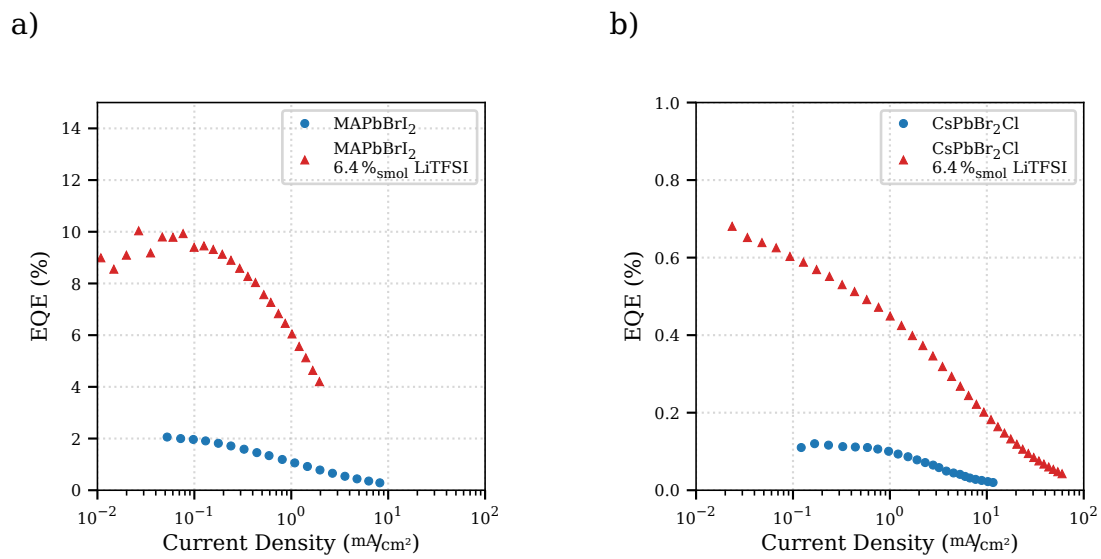 a)
EQE (%)
14
12
10
8
6
4
2
0
10⁻² 10⁻¹ 10⁰ 10¹ 10²
Current Density (mA/cm²)
MAPbBrI₂
MAPbBrI₂
6.4 %smol LiTFSI
b)
EQE (%)
1.0
0.8
0.6
0.4
0.2
0.0
10⁻² 10⁻¹ 10⁰ 10¹ 10²
Current Density (mA/cm²)
CsPbBr₂Cl
CsPbBr₂Cl
6.4 %smol LiTFSI